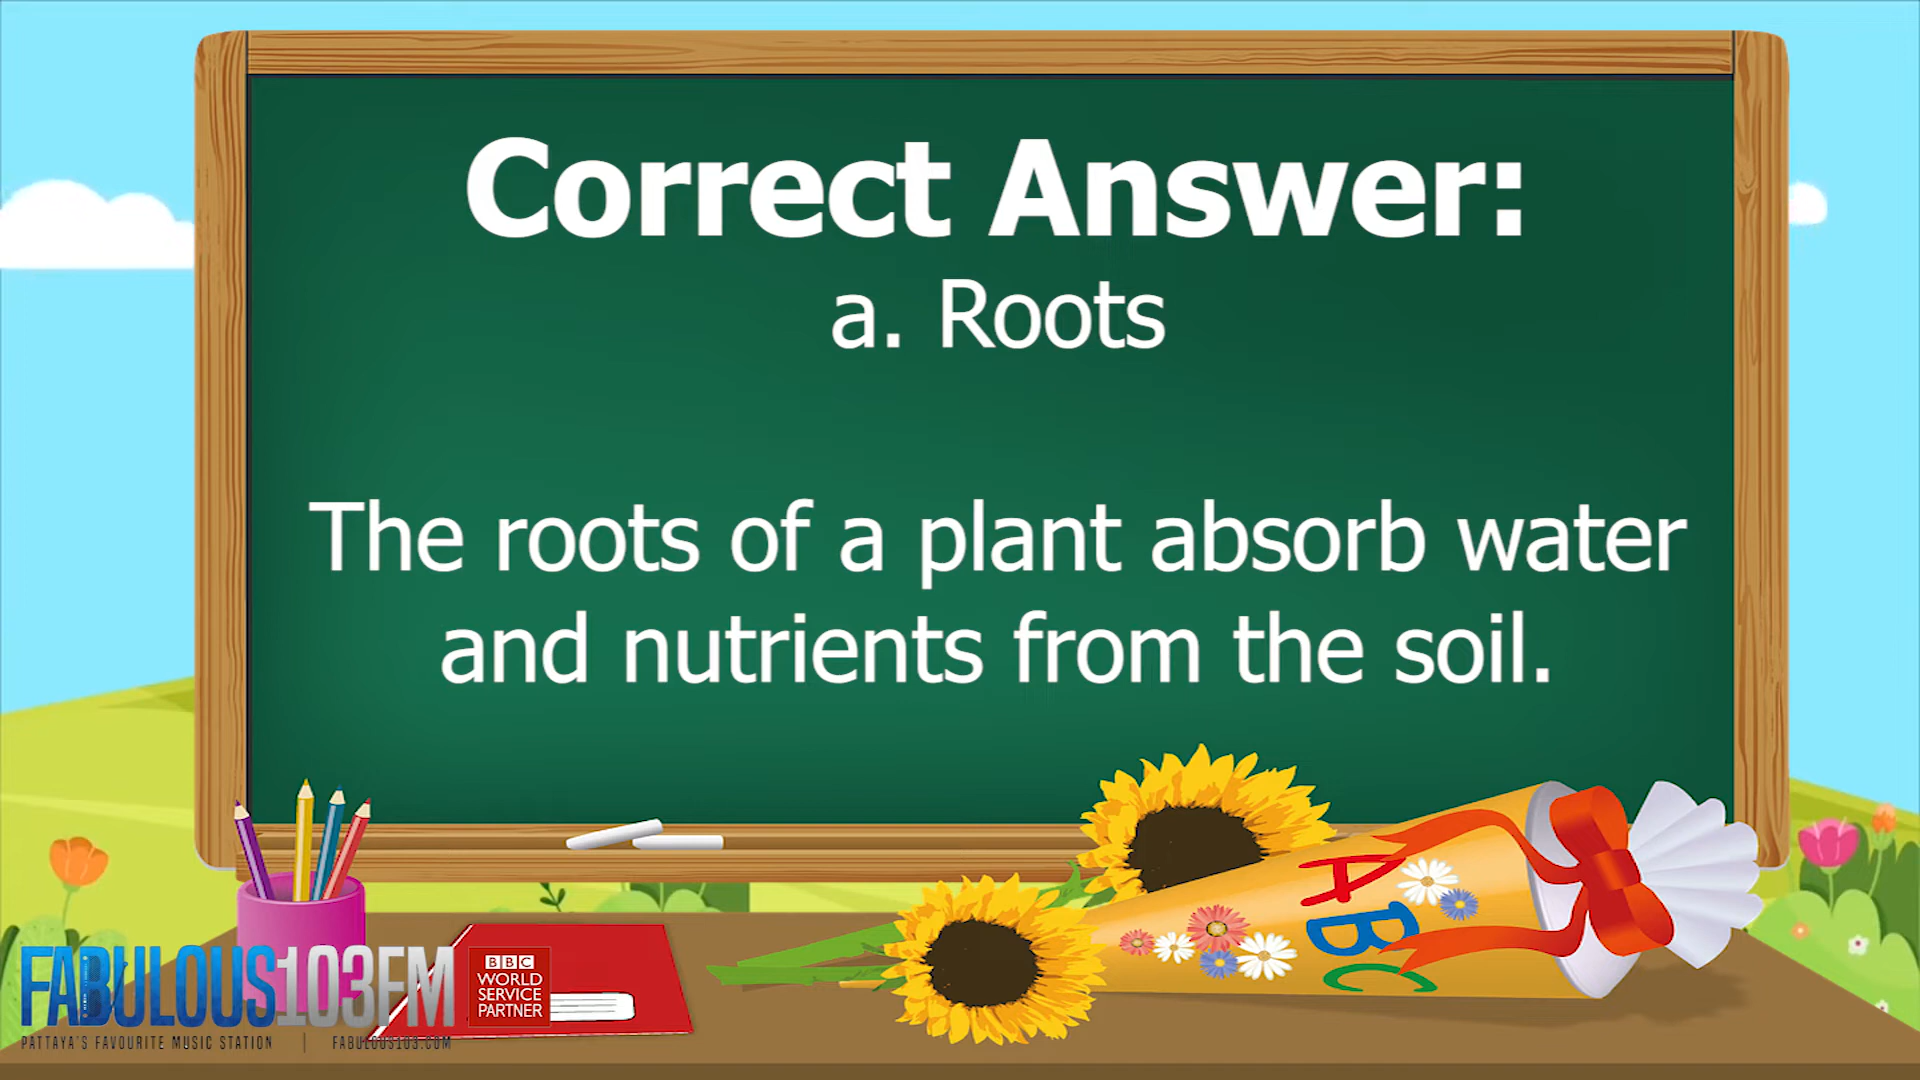 Correct Answer:
a. Roots
The roots of a plant absorb water
and nutrients from the soil.
ABC
FABULOUS103FM
PATTAYA'S FAVOURITE MUSIC STATION | FABULOUS103.COM
BBC
WORLD
SERVICE
PARTNER